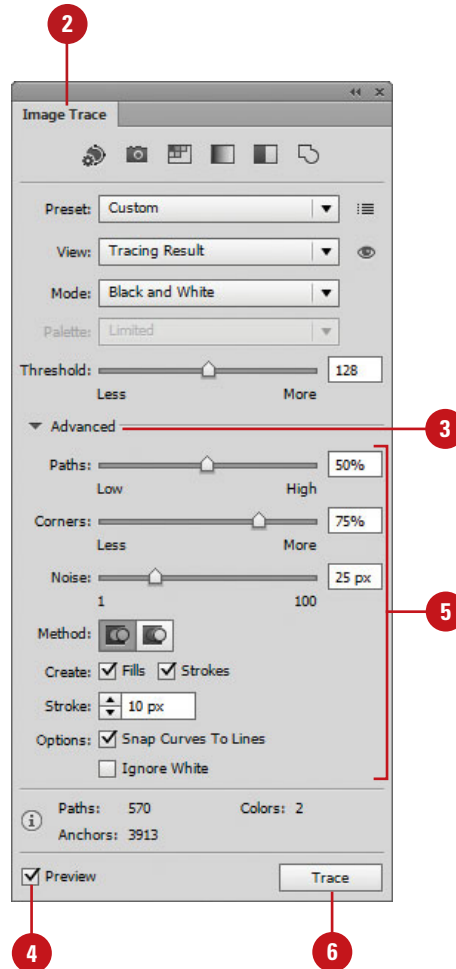 2
Image Trace
Preset: Custom
View: Tracing Result
Mode: Black and White
Palette: Limited
Threshold: 128
Less More
Advanced
3
Paths: 50%
Low High
Corners: 75%
Less More
Noise: 25 px
1 100
5
Method:
Create: Fills Strokes
Stroke: 10 px
Options: Snap Curves To Lines
Ignore White
Paths: 570 Colors: 2
Anchors: 3913
Preview Trace
4 6